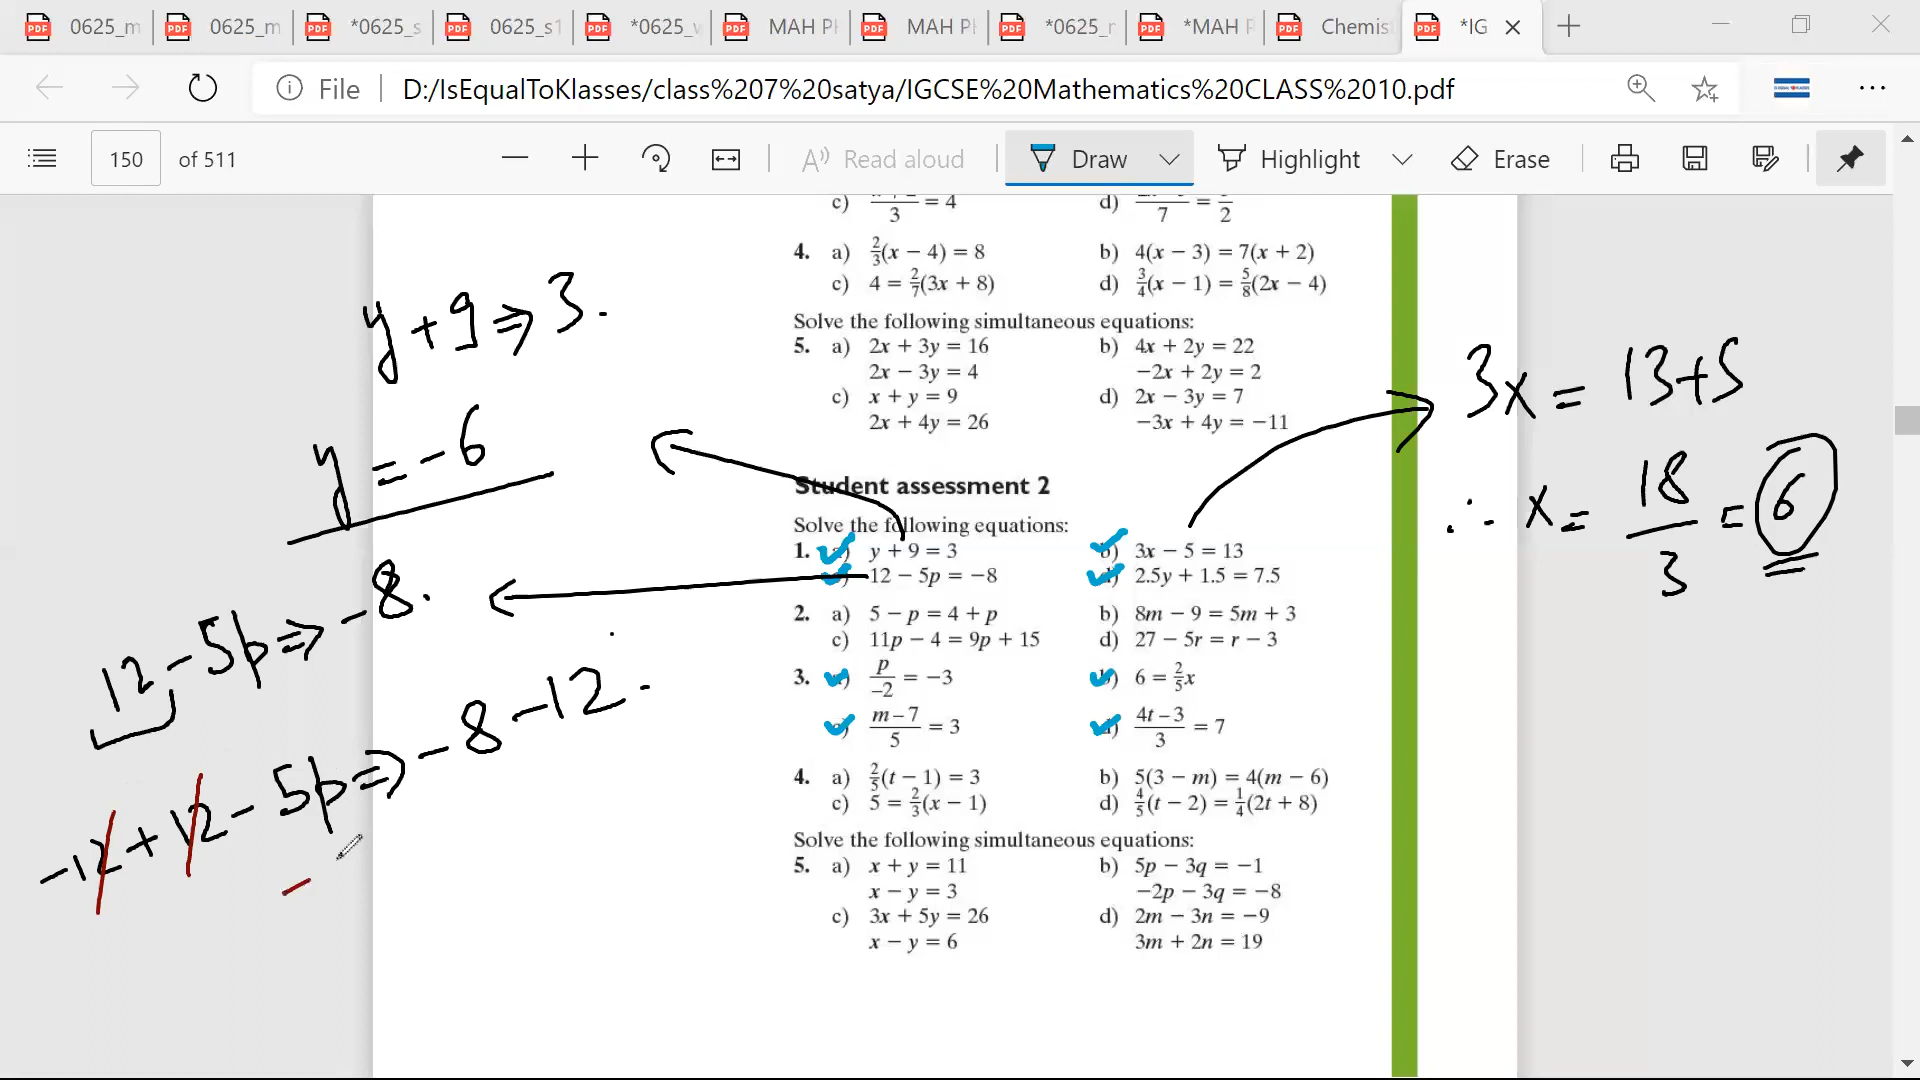 0625_m
0625_m
*0625_s
0625_s1
*0625_w
MAH P
MAH P
*0625_r
*MAH P
Chemis
*IG
File
D:/IsEqualToKlasses/class%207%20satya/IGCSE%20Mathematics%20CLASS%2010.pdf
150 of 511
Read aloud
Draw
Highlight
Erase
c) 3 = 4
d) 7 = 2
4. a) 2/3(x − 4) = 8
b) 4(x − 3) = 7(x + 2)
c) 4 = 2/7(3x + 8)
d) 3/4(x − 1) = 5/8(2x − 4)
Solve the following simultaneous equations:
5. a) 2x + 3y = 16
2x − 3y = 4
b) 4x + 2y = 22
−2x + 2y = 2
c) x + y = 9
2x + 4y = 26
d) 2x − 3y = 7
−3x + 4y = −11
Student assessment 2
Solve the following equations:
1. y + 9 = 3
b) 3x − 5 = 13
12 − 5p = −8
2.5y + 1.5 = 7.5
2. a) 5 − p = 4 + p
b) 8m − 9 = 5m + 3
c) 11p − 4 = 9p + 15
d) 27 − 5r = r − 3
3. p/−2 = −3
6 = 2/5x
m − 7/5 = 3
4t − 3/3 = 7
4. a) 2/5(t − 1) = 3
b) 5(3 − m) = 4(m − 6)
c) 5 = 2/3(x − 1)
d) 4/5(t − 2) = 1/4(2t + 8)
Solve the following simultaneous equations:
5. a) x + y = 11
x − y = 3
b) 5p − 3q = −1
−2p − 3q = −8
c) 3x + 5y = 26
x − y = 6
d) 2m − 3n = −9
3m + 2n = 19
y + 9 ⇒ 3.
y = −6
12 − 5p ⇒ −8.
−12 + 12 − 5p ⇒ −8 − 12.
−
3x = 13 + 5
∴ x = 18/3 = 6